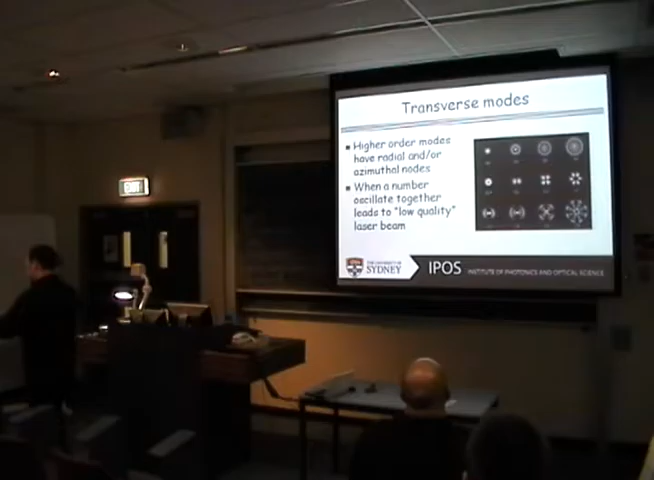 Transverse modes
Higher order modes
have radial and/or
azimuthal nodes
When a number
oscillate together
leads to "low quality"
laser beam
THE UNIVERSITY OF
SYDNEY
IPOS
INSTITUTE OF PHOTONICS AND OPTICAL SCIENCE
EXIT